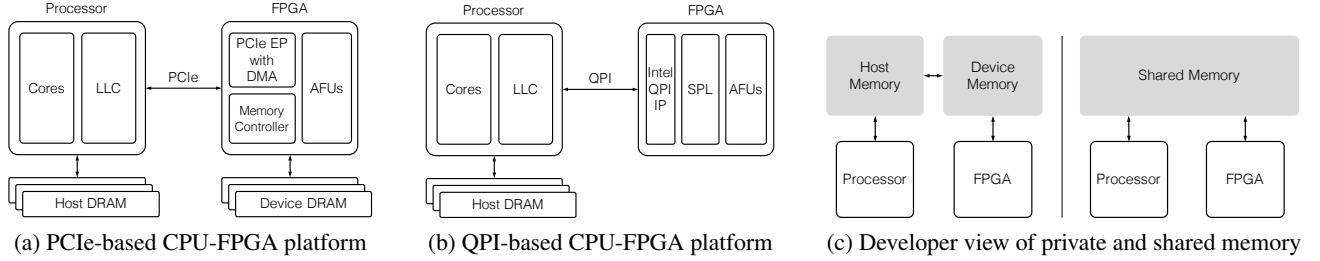 Processor
FPGA
Cores
LLC
PCIe
PCIe EP
with
DMA
Memory
Controller
AFUs
Host DRAM
Device DRAM
(a) PCIe-based CPU-FPGA platform
Processor
FPGA
Cores
LLC
QPI
Intel
QPI
IP
SPL
AFUs
Host DRAM
(b) QPI-based CPU-FPGA platform
Host
Memory
Device
Memory
Shared Memory
Processor
FPGA
Processor
FPGA
(c) Developer view of private and shared memory